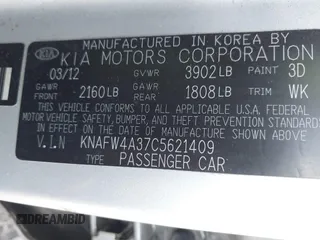 MANUFACTURED IN KOREA BY
KIA KIA MOTORS CORPORATION
03/12 GVWR 3902LB PAINT 3D
GAWR FRONT 2160LB GAWR REAR 1808LB TRIM WK
THIS VEHICLE CONFORMS TO ALL APPLICABLE U.S.A FEDERAL
MOTOR VEHICLE SAFETY, BUMPER, AND THEFT PREVENTION
STANDARDS IN EFFECT ON THE DATE OF MANUFACTURE SHOWN ABOVE.
V.I.N KNAFW4A37C5621409
TYPE PASSENGER CAR